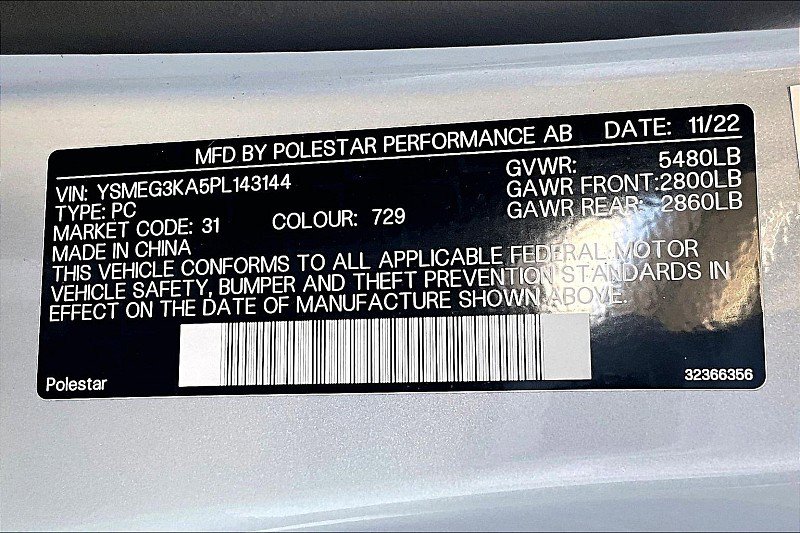 MFD BY POLESTAR PERFORMANCE AB DATE: 11/22
VIN: YSMEG3KA5PL143144 GVWR: 5480LB
TYPE: PC GAWR FRONT:2800LB
MARKET CODE: 31 COLOUR: 729 GAWR REAR: 2860LB
MADE IN CHINA
THIS VEHICLE CONFORMS TO ALL APPLICABLE FEDERAL MOTOR
VEHICLE SAFETY, BUMPER AND THEFT PREVENTION STANDARDS IN
EFFECT ON THE DATE OF MANUFACTURE SHOWN ABOVE.
Polestar 32366356